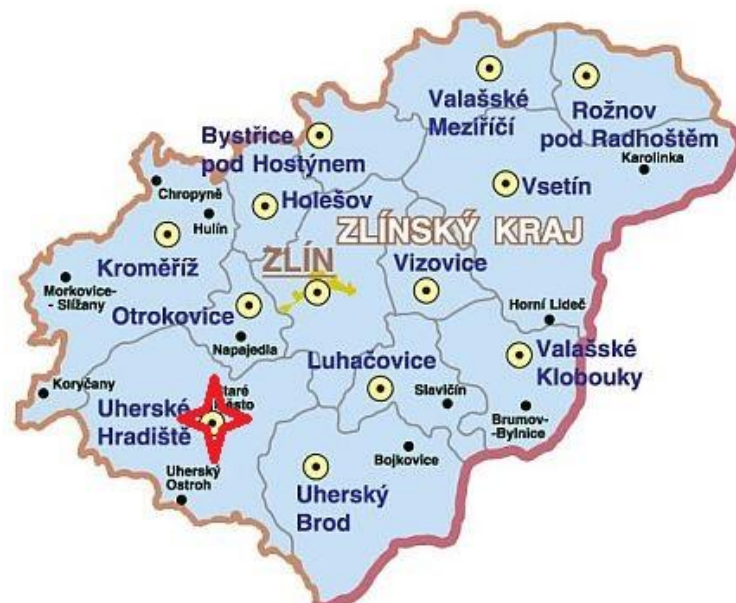 Valašské
Meziříčí
Rožnov
pod Radhoštěm
Karolinka
Bystřice
pod Hostýnem
Chropyně
Holešov
Hulín
Vsetín
ZLÍNSKÝ KRAJ
Kroměříž
ZLÍN
Vizovice
Morkovice-
-Slížany
Otrokovice
Napajedla
Horní Lideč
Valašské
Klobouky
Luhačovice
Koryčany
Slavičín
Brumov-
-Bylnice
Uherské
Hradiště
Bojkovice
Uherský
Ostroh
Uherský
Brod